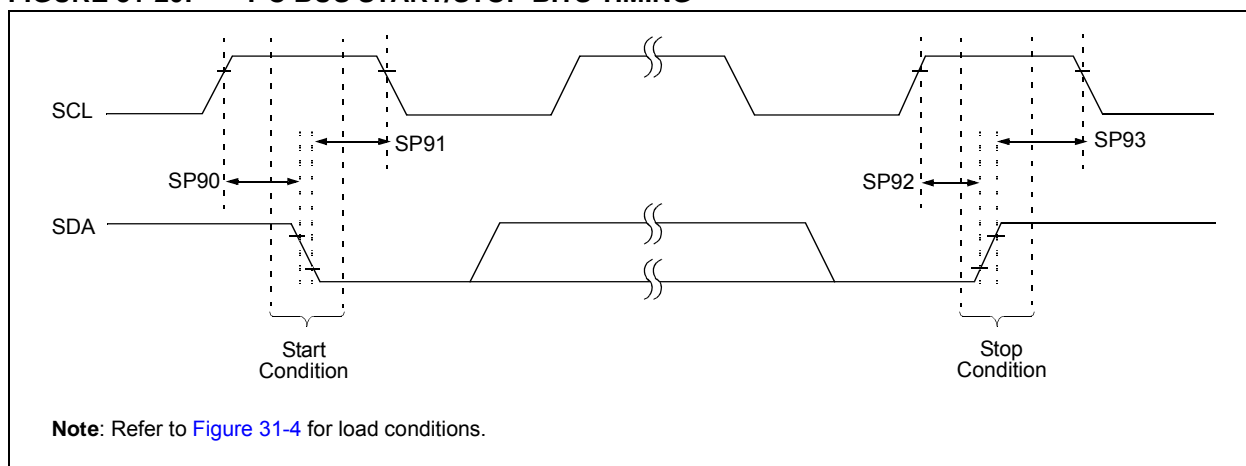 SCL
SP91
SP93
SP90
SP92
SDA
Start
Condition
Stop
Condition
Note: Refer to Figure 31-4 for load conditions.